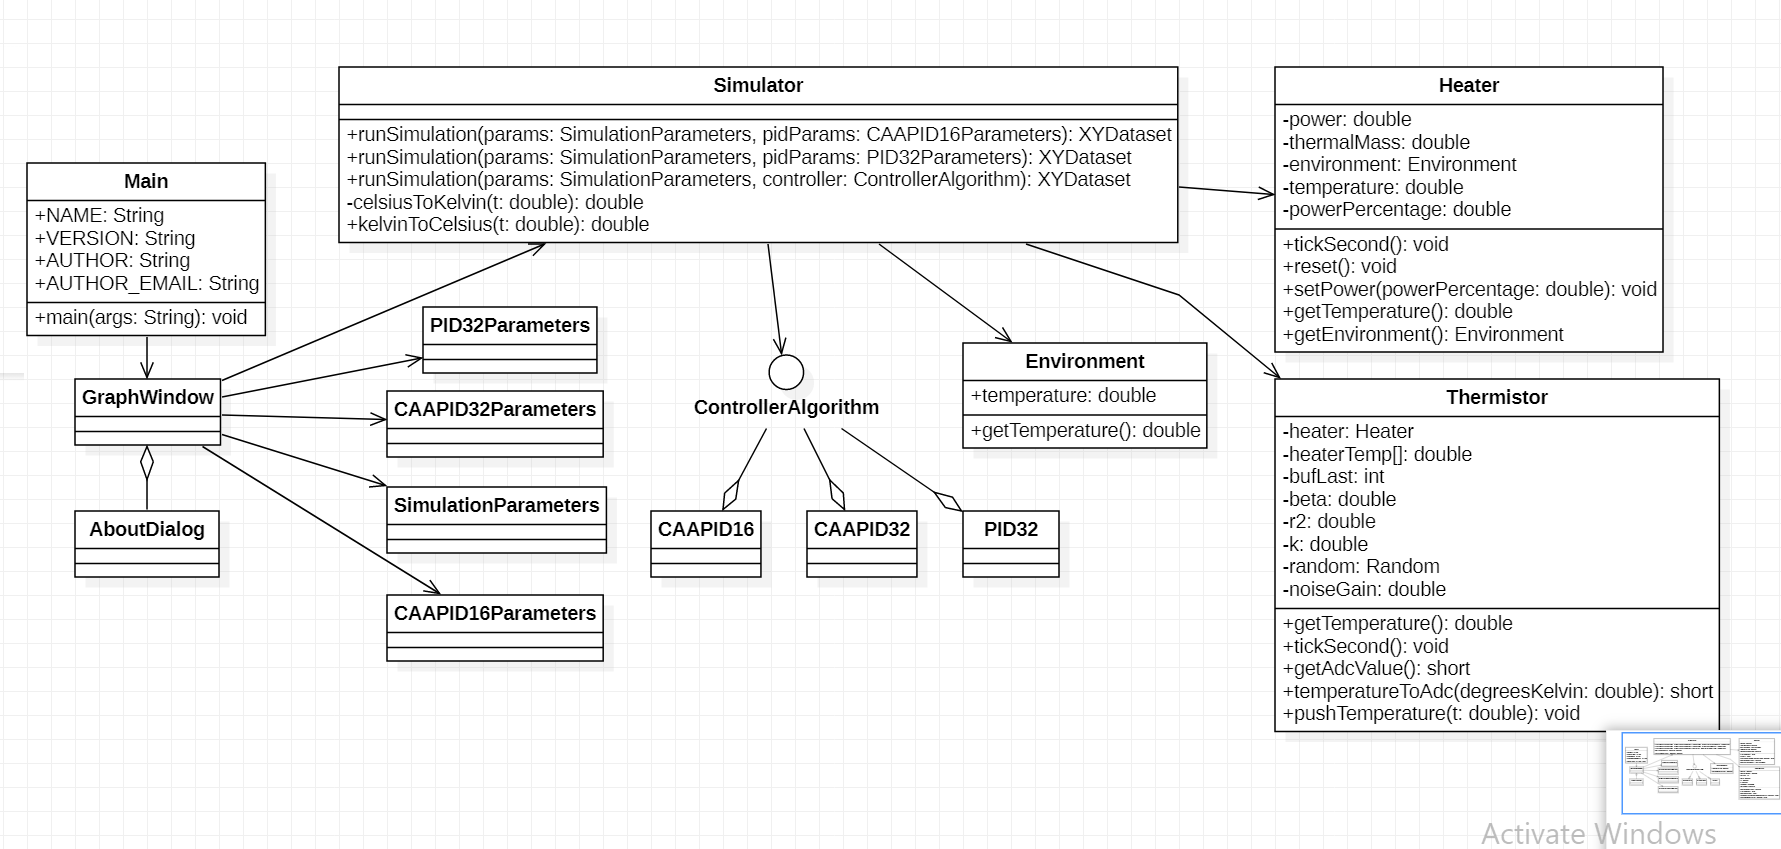 Simulator
+runSimulation(params: SimulationParameters, pidParams: CAAPID16Parameters): XYDataset
+runSimulation(params: SimulationParameters, pidParams: PID32Parameters): XYDataset
+runSimulation(params: SimulationParameters, controller: ControllerAlgorithm): XYDataset
-celsiusToKelvin(t: double): double
+kelvinToCelsius(t: double): double
Heater
-power: double
-thermalMass: double
-environment: Environment
-temperature: double
-powerPercentage: double
+tickSecond(): void
+reset(): void
+setPower(powerPercentage: double): void
+getTemperature(): double
+getEnvironment(): Environment
Main
+NAME: String
+VERSION: String
+AUTHOR: String
+AUTHOR_EMAIL: String
+main(args: String): void
GraphWindow
AboutDialog
PID32Parameters
CAAPID32Parameters
SimulationParameters
CAAPID16Parameters
ControllerAlgorithm
CAAPID16
CAAPID32
PID32
Environment
+temperature: double
+getTemperature(): double
Thermistor
-heater: Heater
-heaterTemp[]: double
-bufLast: int
-beta: double
-r2: double
-k: double
-random: Random
-noiseGain: double
+getTemperature(): double
+tickSecond(): void
+getAdcValue(): short
+temperatureToAdc(degreesKelvin: double): short
+pushTemperature(t: double): void
Activate Windows